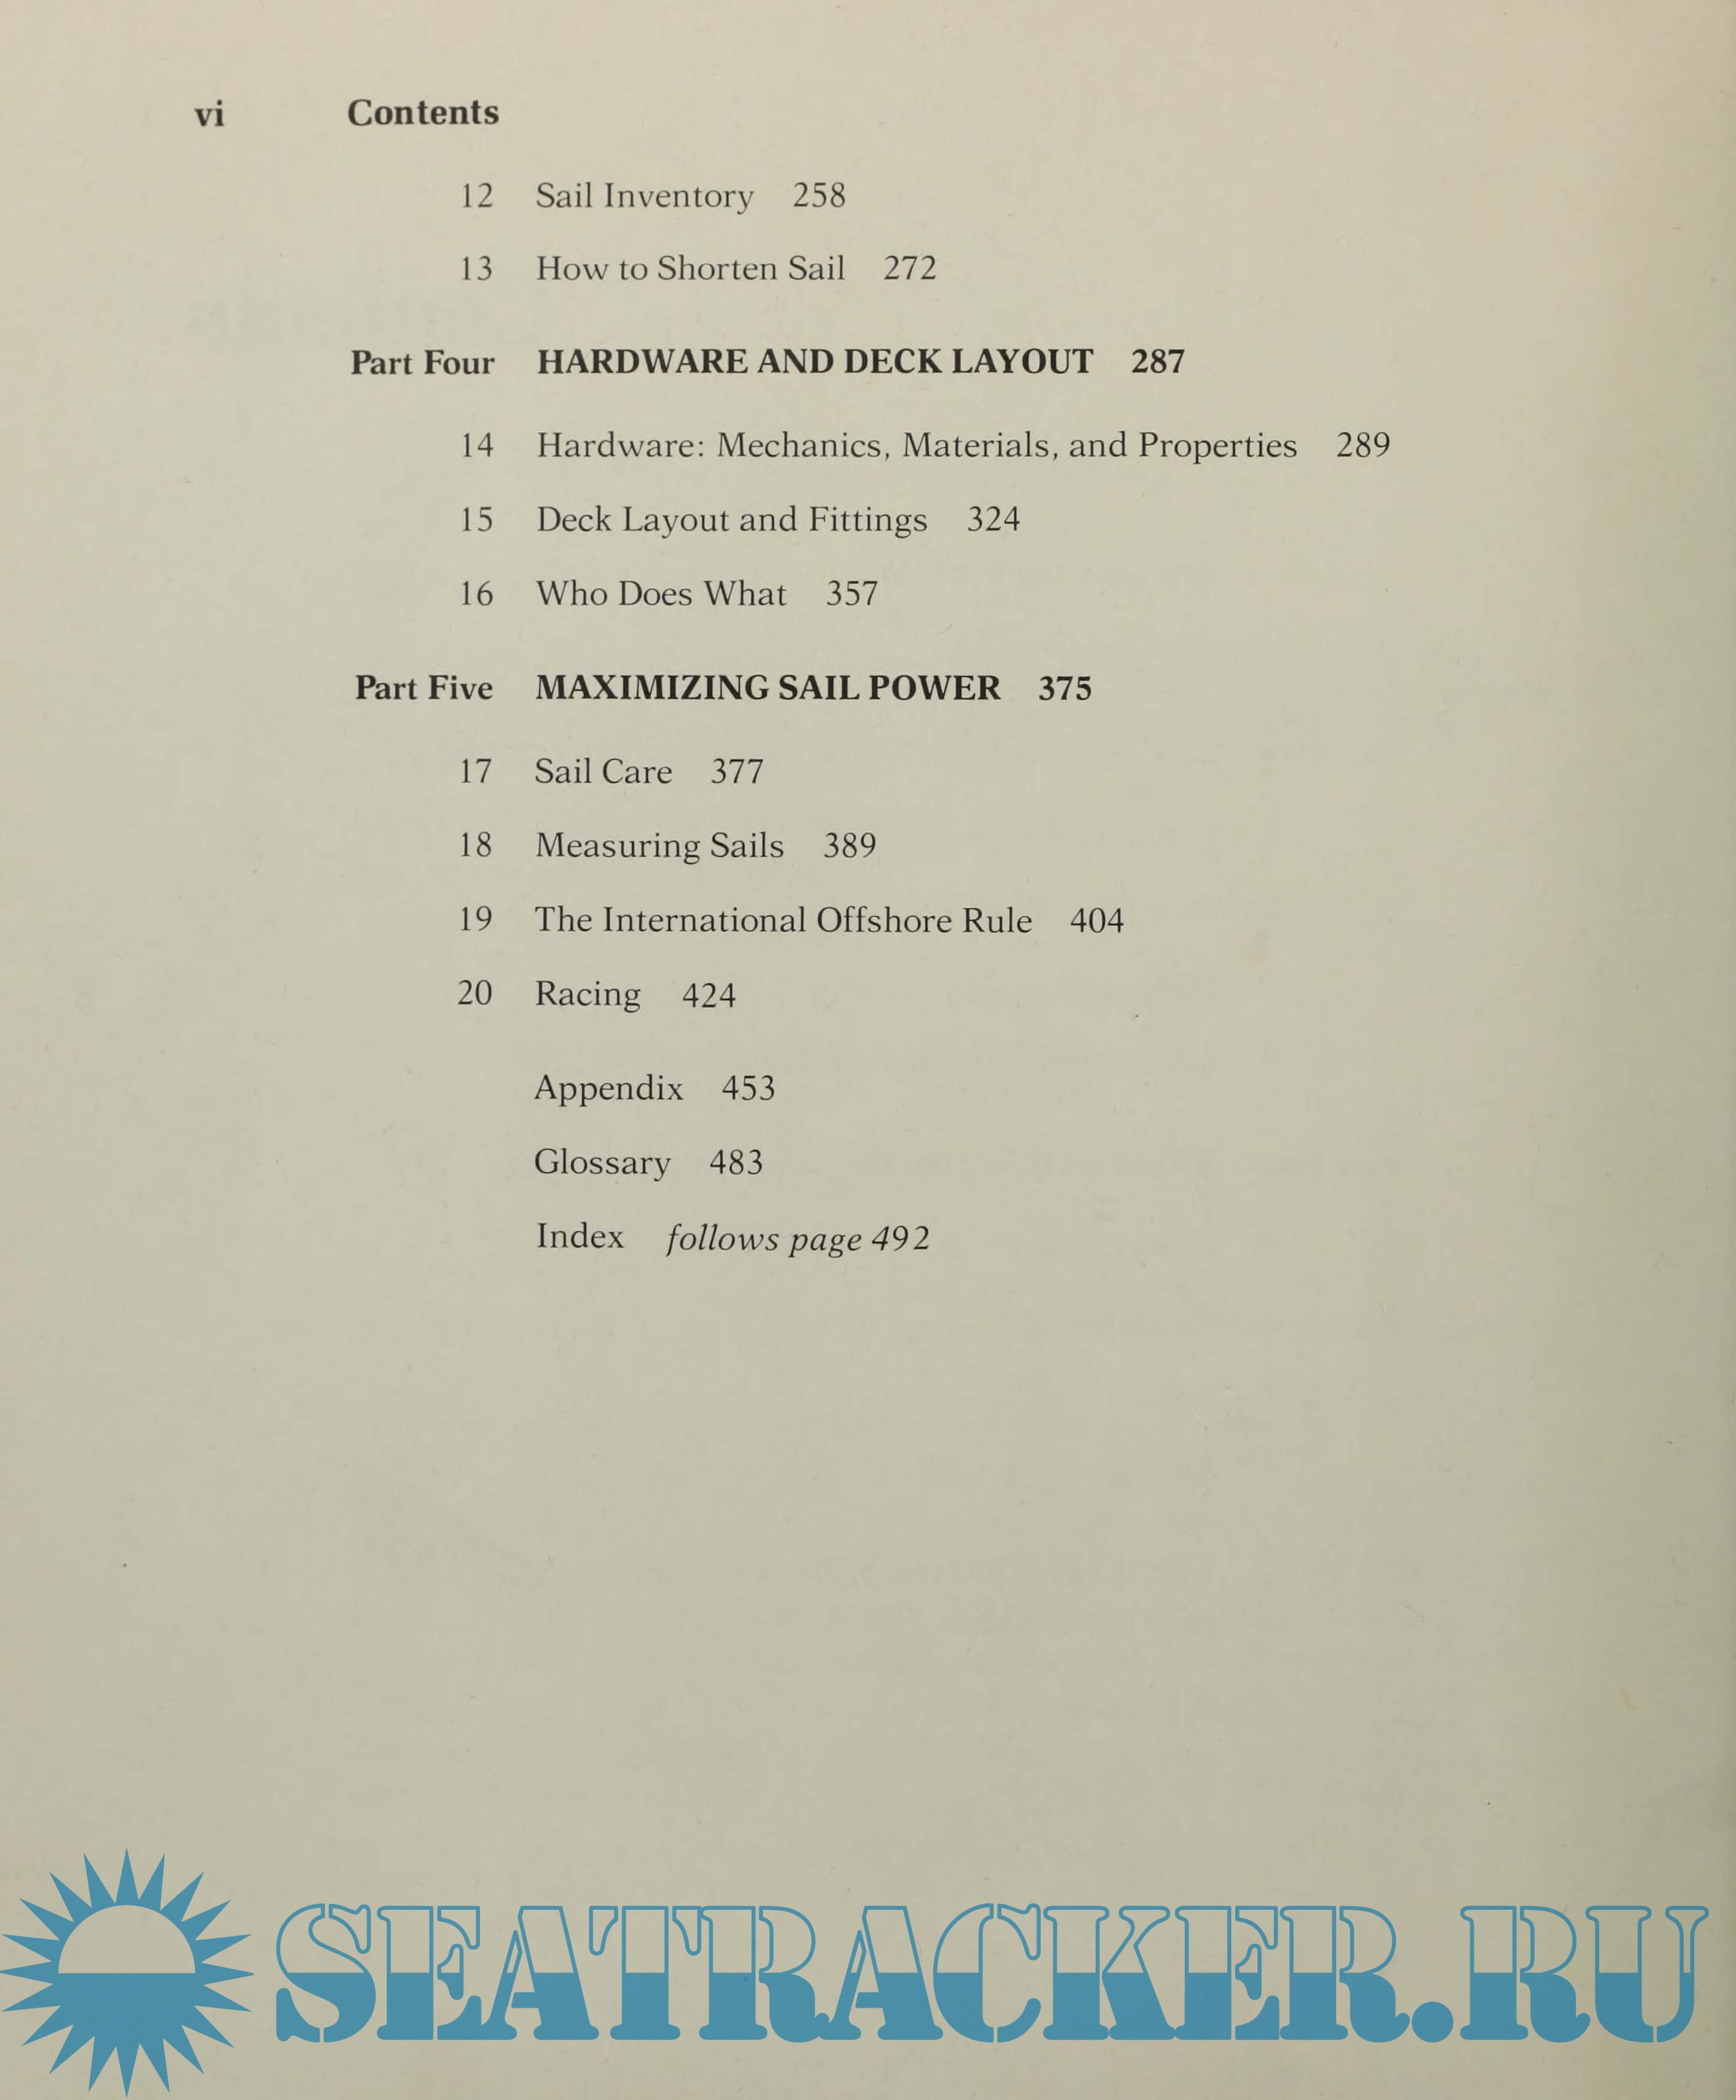 vi Contents
12 Sail Inventory 258
13 How to Shorten Sail 272
Part Four HARDWARE AND DECK LAYOUT 287
14 Hardware: Mechanics, Materials, and Properties 289
15 Deck Layout and Fittings 324
16 Who Does What 357
Part Five MAXIMIZING SAIL POWER 375
17 Sail Care 377
18 Measuring Sails 389
19 The International Offshore Rule 404
20 Racing 424
Appendix 453
Glossary 483
Index follows page 492
SEATRACKER.RU